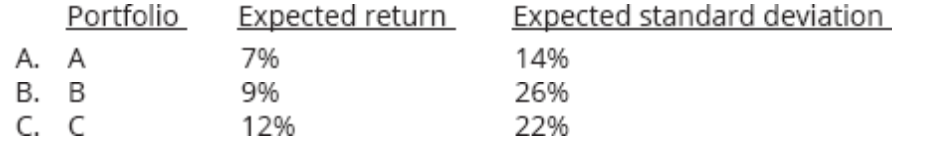 Portfolio Expected return Expected standard deviation
A. A 7% 14%
B. B 9% 26%
C. C 12% 22%